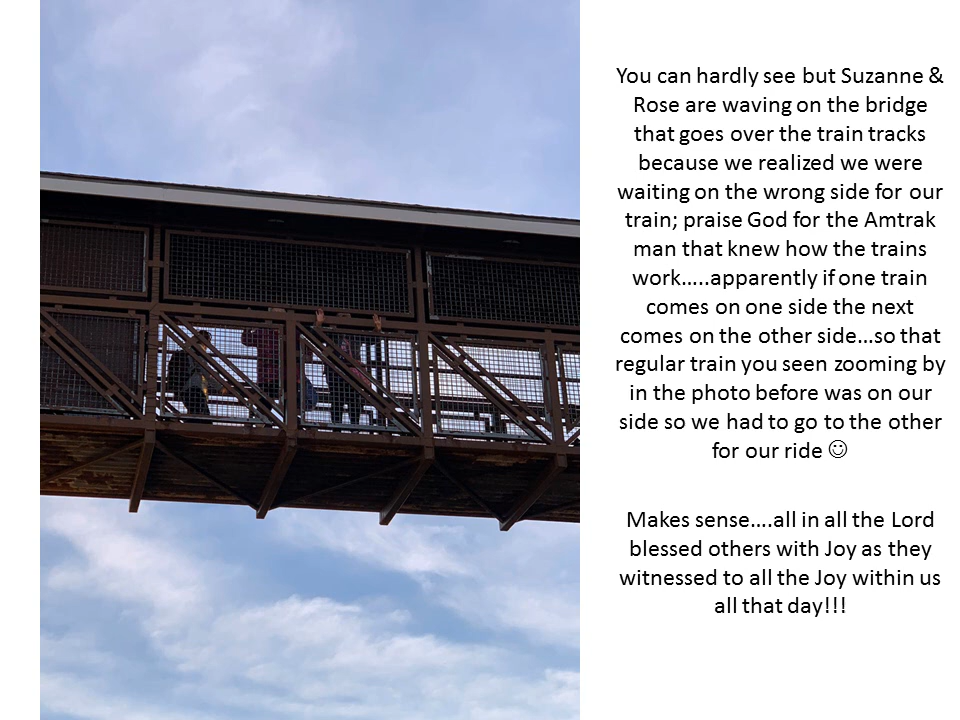 You can hardly see but Suzanne &
Rose are waving on the bridge
that goes over the train tracks
because we realized we were
waiting on the wrong side for our
train; praise God for the Amtrak
man that knew how the trains
work…..apparently if one train
comes on one side the next
comes on the other side…so that
regular train you seen zooming by
in the photo before was on our
side so we had to go to the other
for our ride ☺
Makes sense….all in all the Lord
blessed others with Joy as they
witnessed to all the Joy within us
all that day!!!